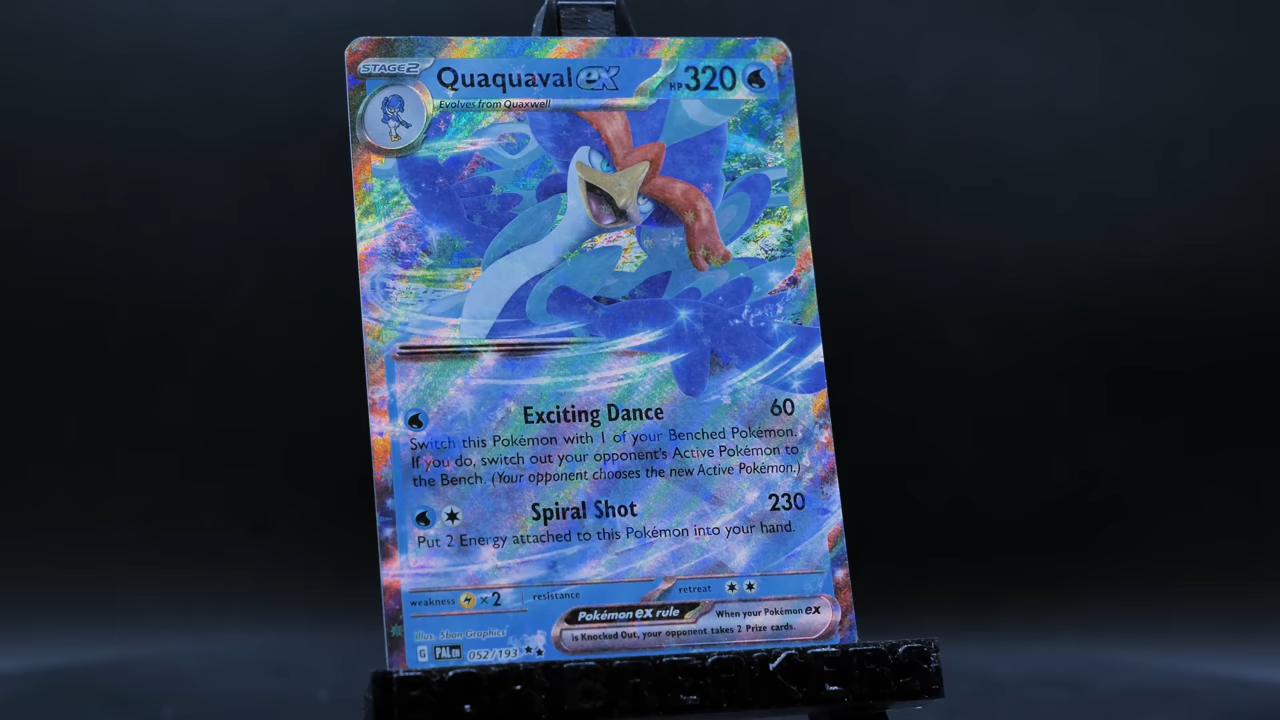 STAGE2
Quaquaval ex
HP 320
Evolves from Quaxwell
Exciting Dance 60
Switch this Pokémon with 1 of your Benched Pokémon.
If you do, switch out your opponent's Active Pokémon to
the Bench. (Your opponent chooses the new Active Pokémon.)
Spiral Shot 230
Put 2 Energy attached to this Pokémon into your hand.
weakness ×2 resistance retreat
Pokémon ex rule When your Pokémon ex
is Knocked Out, your opponent takes 2 Prize cards.
Illus. 5ban Graphics
G PAL EN 052/193